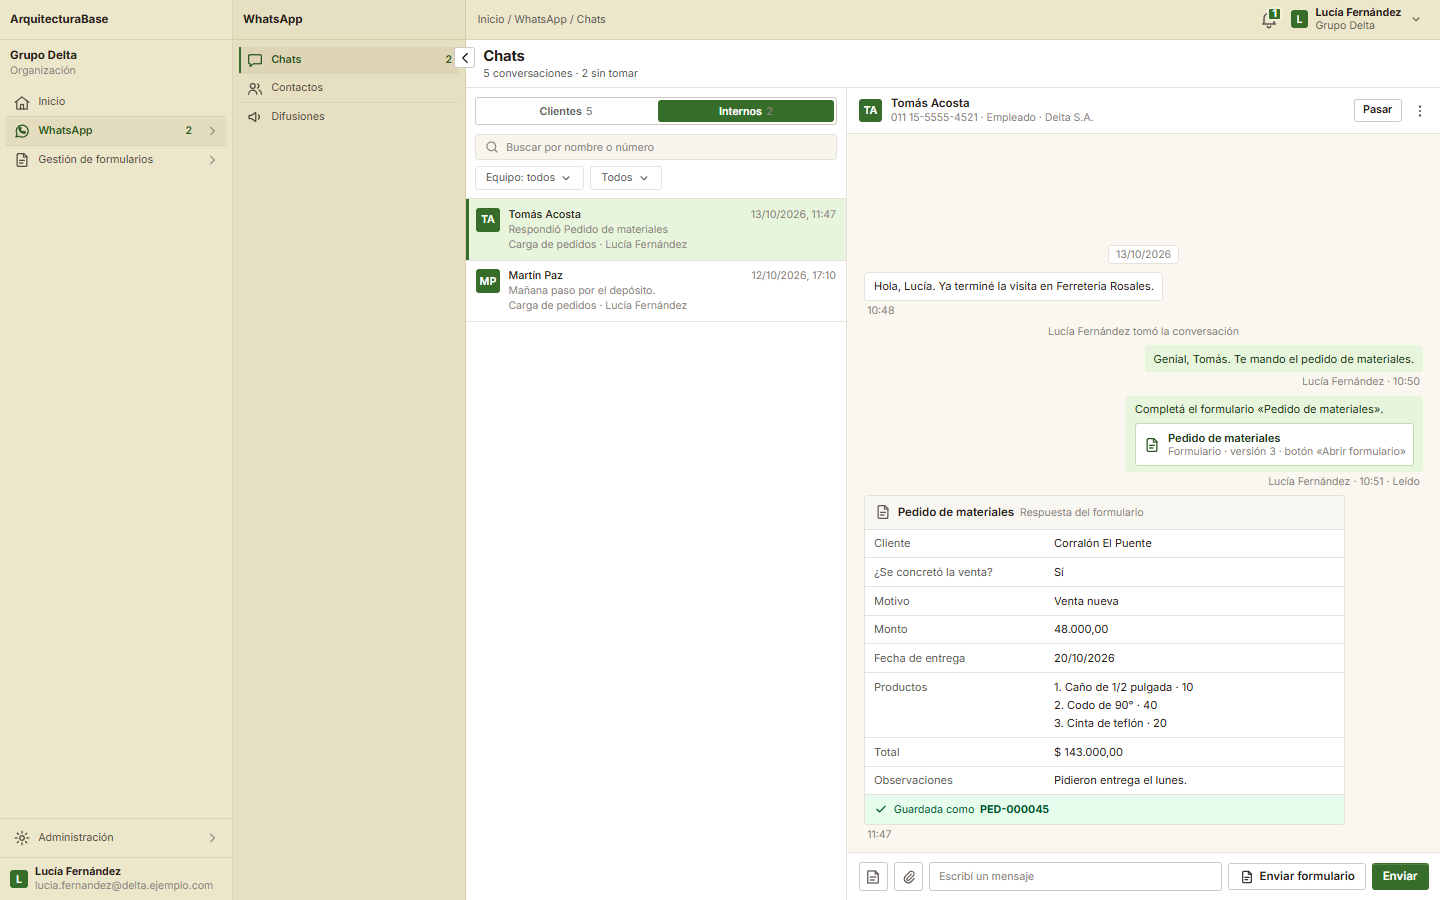 ArquitecturaBase
Grupo Delta
Organización
Inicio
WhatsApp 2
Gestión de formularios
Administración
L
Lucía Fernández
lucia.fernandez@delta.ejemplo.com
WhatsApp
Chats 2
Contactos
Difusiones
Inicio / WhatsApp / Chats
1
L
Lucía Fernández
Grupo Delta
Chats
5 conversaciones · 2 sin tomar
Clientes 5
Internos 2
Buscar por nombre o número
Equipo: todos
Todos
TA
Tomás Acosta 13/10/2026, 11:47
Respondió Pedido de materiales
Carga de pedidos · Lucía Fernández
MP
Martín Paz 12/10/2026, 17:10
Mañana paso por el depósito.
Carga de pedidos · Lucía Fernández
TA
Tomás Acosta
011 15-5555-4521 · Empleado · Delta S.A.
Pasar
13/10/2026
Hola, Lucía. Ya terminé la visita en Ferretería Rosales.
10:48
Lucía Fernández tomó la conversación
Genial, Tomás. Te mando el pedido de materiales.
Lucía Fernández · 10:50
Completá el formulario «Pedido de materiales».
Pedido de materiales
Formulario · versión 3 · botón «Abrir formulario»
Lucía Fernández · 10:51 · Leído
Pedido de materiales Respuesta del formulario
Cliente Corralón El Puente
¿Se concretó la venta? Sí
Motivo Venta nueva
Monto 48.000,00
Fecha de entrega 20/10/2026
Productos 1. Caño de 1/2 pulgada · 10
2. Codo de 90° · 40
3. Cinta de teflón · 20
Total $ 143.000,00
Observaciones Pidieron entrega el lunes.
Guardada como PED-000045
11:47
Escribí un mensaje
Enviar formulario
Enviar